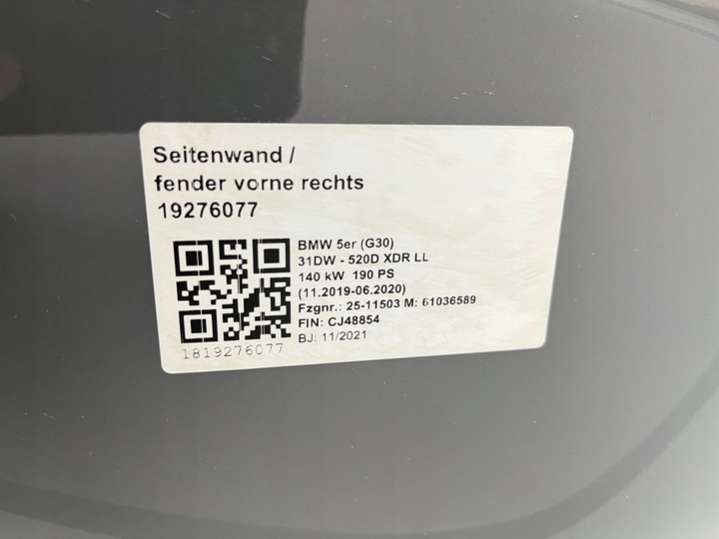 Seitenwand /
fender vorne rechts
19276077
BMW 5er (G30)
31DW - 520D XDR LL
140 kW 190 PS
(11.2019-06.2020)
Fzgnr.: 25-11503 M: 61036589
FIN: CJ48854
BJ: 11/2021
1819276077